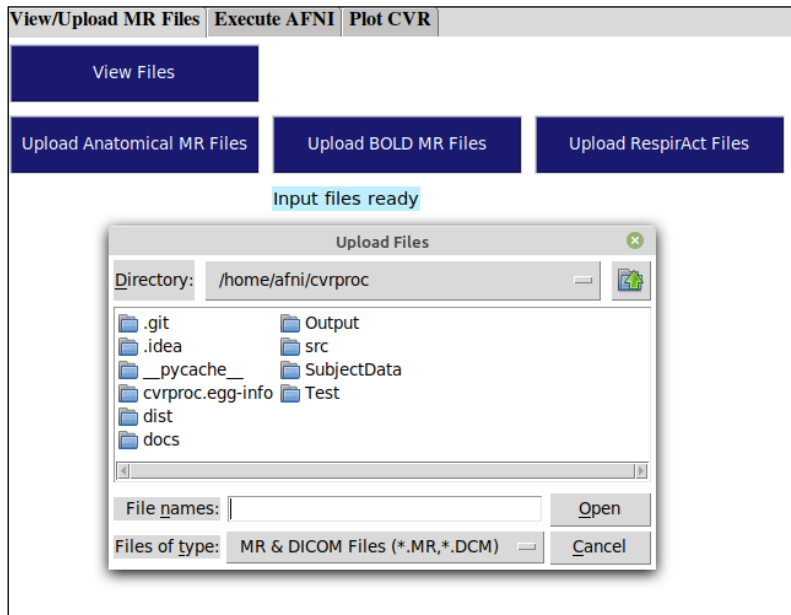 View/Upload MR Files Execute AFNI Plot CVR
View Files
Upload Anatomical MR Files Upload BOLD MR Files Upload RespirAct Files
Input files ready
Upload Files
Directory: /home/afni/cvrproc
.git Output
.idea src
__pycache__ SubjectData
cvrproc.egg-info Test
dist
docs
File names: Open
Files of type: MR & DICOM Files (*.MR,*.DCM) Cancel